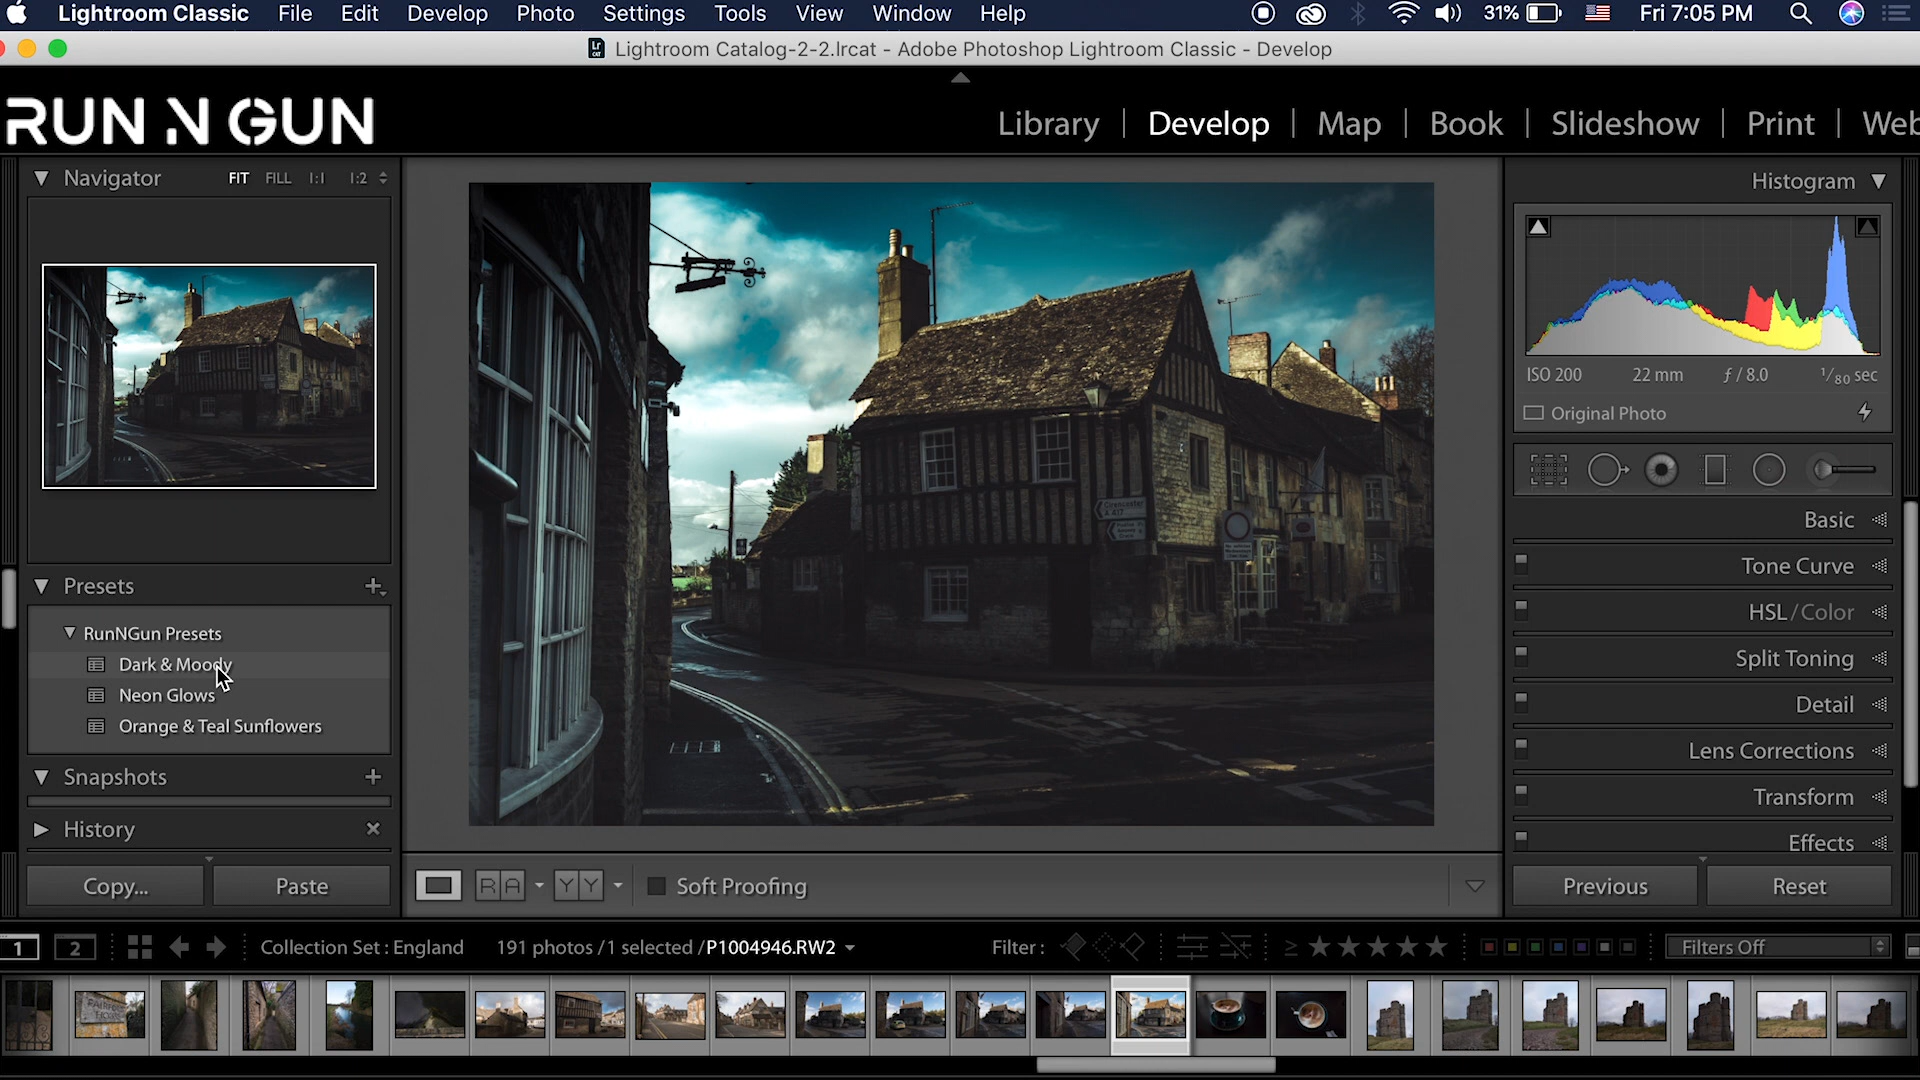 Lightroom Classic File Edit Develop Photo Settings Tools View Window Help 31% Fri 7:05 PM
Lr CAT Lightroom Catalog-2-2.lrcat - Adobe Photoshop Lightroom Classic - Develop
RUN N GUN
Library | Develop | Map | Book | Slideshow | Print | Web
Navigator FIT FILL 1:1 1:2
Histogram
ISO 200 22 mm ƒ / 8.0 1/80 sec
Original Photo
Basic
Tone Curve
HSL / Color
Split Toning
Detail
Lens Corrections
Transform
Effects
Previous Reset
Presets
RunNGun Presets
Dark & Moody
Neon Glows
Orange & Teal Sunflowers
Snapshots
History
Copy... Paste
R A Y Y Soft Proofing
Cirencester
A 417
1 2 Collection Set : England 191 photos / 1 selected / P1004946.RW2 Filter : ≥ ★★★★★ Filters Off